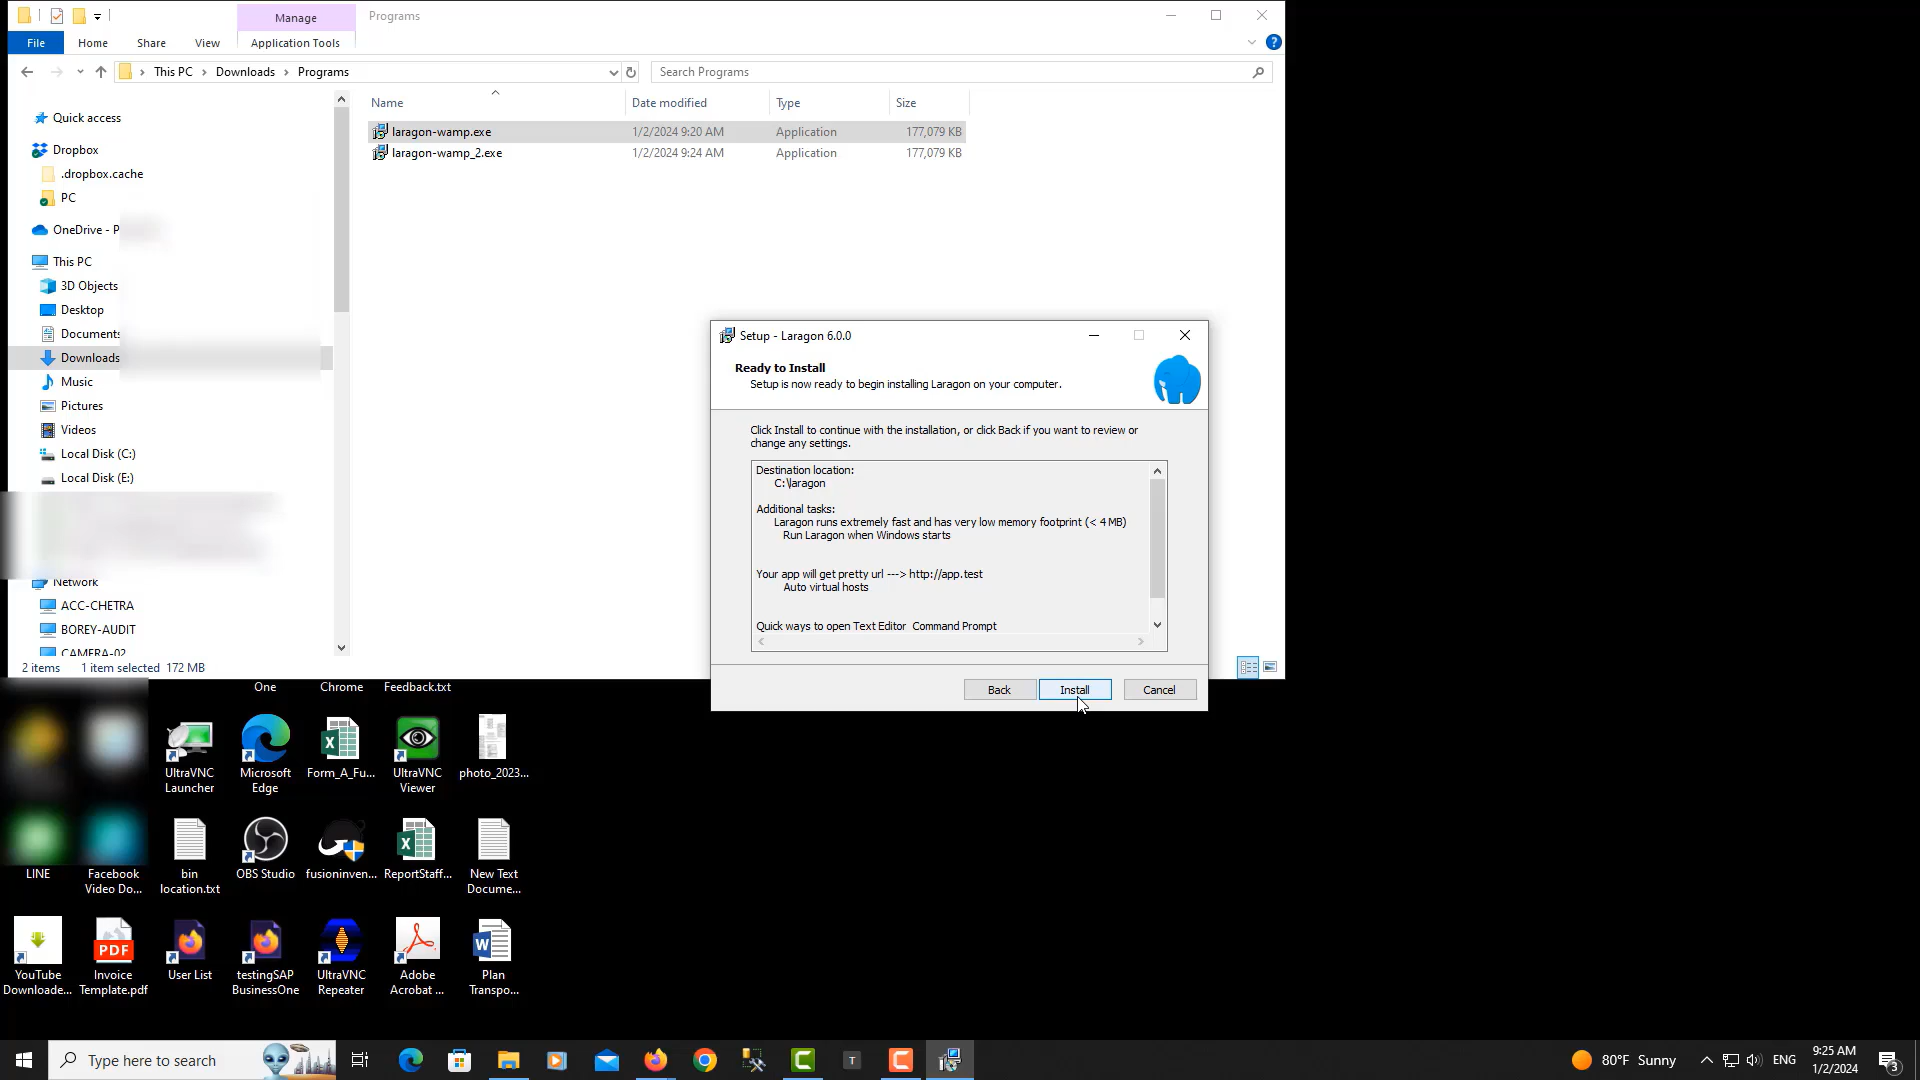 Manage
Programs
File
Home
Share
View
Application Tools
This PC
Downloads
Programs
Search Programs
Name
Date modified
Type
Size
laragon-wamp.exe 1/2/2024 9:20 AM Application 177,079 KB
laragon-wamp_2.exe 1/2/2024 9:24 AM Application 177,079 KB
Quick access
Dropbox
.dropbox.cache
PC
OneDrive - P
This PC
3D Objects
Desktop
Documents
Downloads
Music
Pictures
Videos
Local Disk (C:)
Local Disk (E:)
Network
ACC-CHETRA
BOREY-AUDIT
CAMERA-02
2 items 1 item selected 172 MB
Setup - Laragon 6.0.0
Ready to Install
Setup is now ready to begin installing Laragon on your computer.
Click Install to continue with the installation, or click Back if you want to review or
change any settings.
Destination location:
C:\laragon
Additional tasks:
Laragon runs extremely fast and has very low memory footprint (< 4 MB)
Run Laragon when Windows starts
Your app will get pretty url ---> http://app.test
Auto virtual hosts
Quick ways to open Text Editor Command Prompt
Back
Install
Cancel
One
Chrome
Feedback.txt
UltraVNC
Launcher
Microsoft
Edge
Form_A_Fu...
UltraVNC
Viewer
photo_2023...
LINE
Facebook
Video Do...
bin
location.txt
OBS Studio
fusioninven...
ReportStaff...
New Text
Docume...
PDF
YouTube
Downloade...
Invoice
Template.pdf
User List
testingSAP
BusinessOne
UltraVNC
Repeater
Adobe
Acrobat ...
Plan
Transpo...
Type here to search
80°F Sunny
ENG
9:25 AM
1/2/2024
3